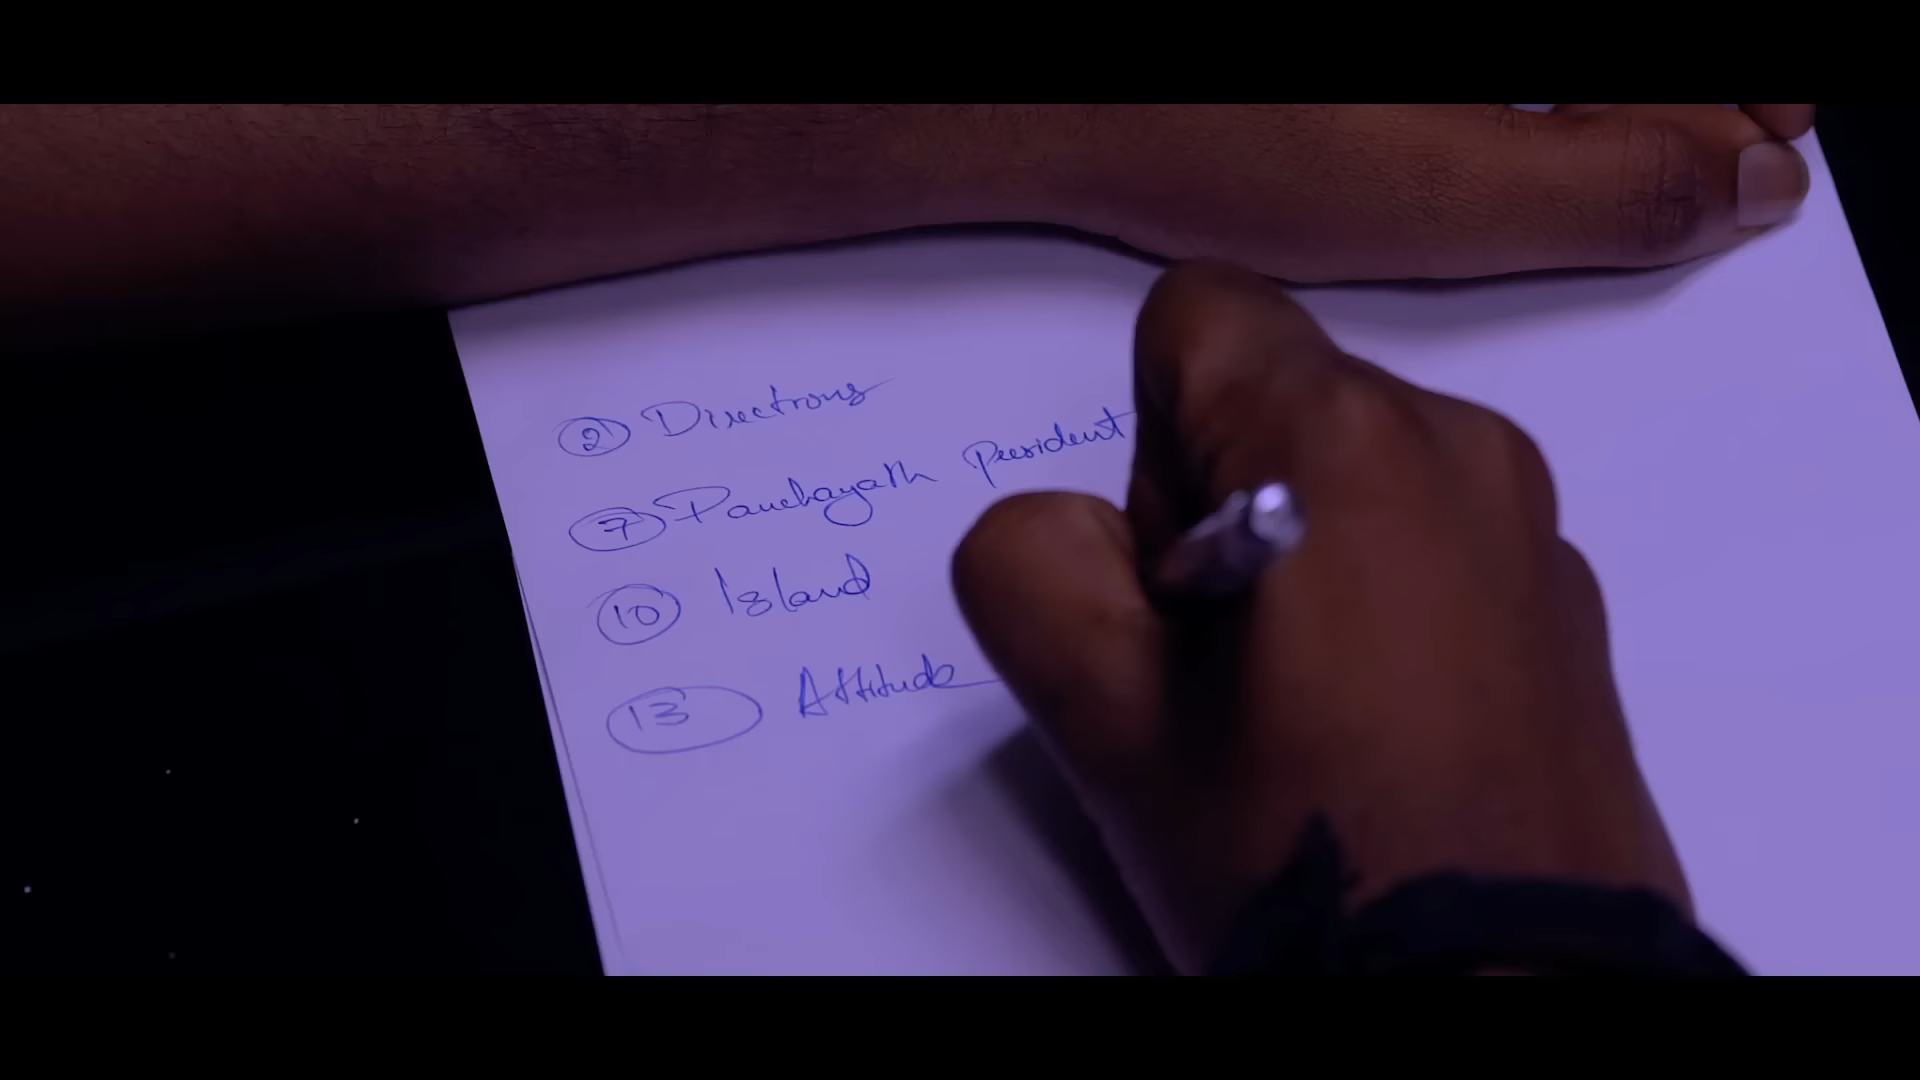 2 Directions
7 Panchayath President
10 Island
13 Attitude